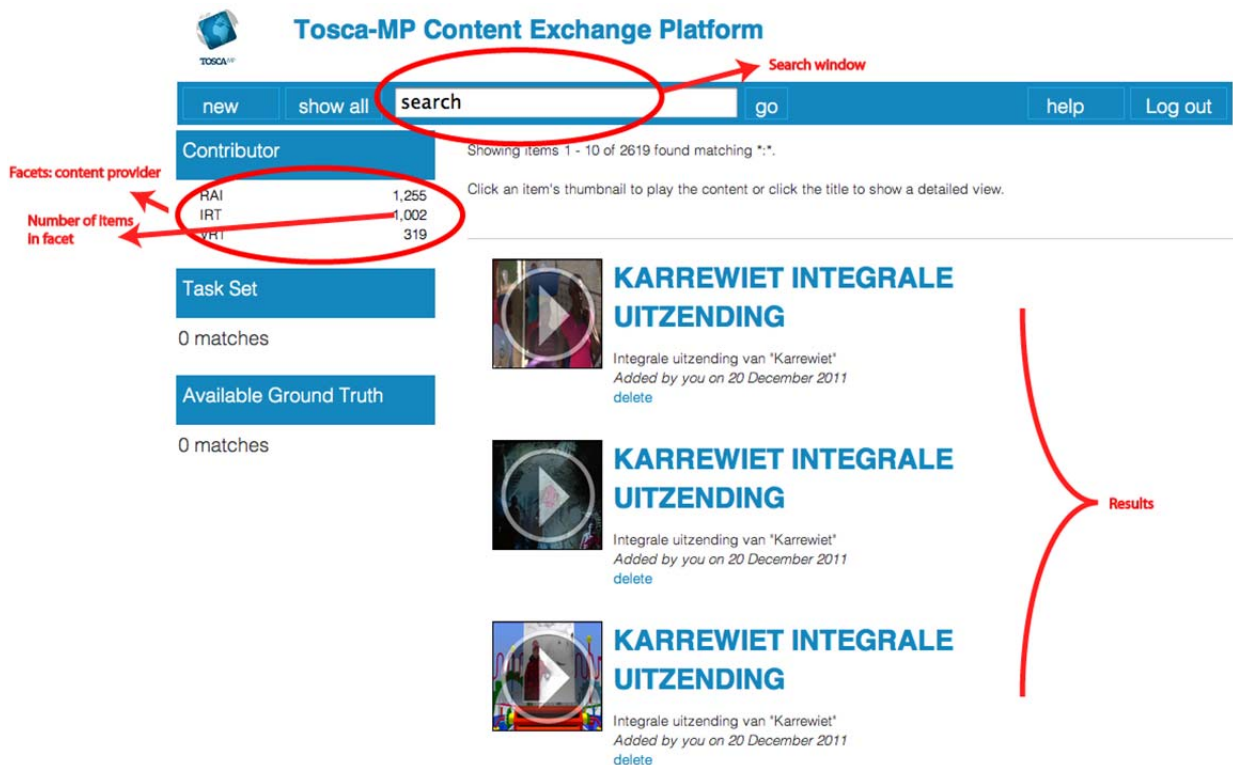 Tosca-MP Content Exchange Platform
TOSCA MP
Search window
new show all search go help Log out
Contributor
Showing items 1 - 10 of 2619 found matching *:*.
Facets: content provider
Click an item's thumbnail to play the content or click the title to show a detailed view.
RAI 1,255
IRT 1,002
VRT 319
Number of items
in facet
Task Set
0 matches
Available Ground Truth
0 matches
KARREWIET INTEGRALE
UITZENDING
Integrale uitzending van "Karrewiet"
Added by you on 20 December 2011
delete
KARREWIET INTEGRALE
UITZENDING
Integrale uitzending van "Karrewiet"
Added by you on 20 December 2011
delete
Results
KARREWIET INTEGRALE
UITZENDING
Integrale uitzending van "Karrewiet"
Added by you on 20 December 2011
delete